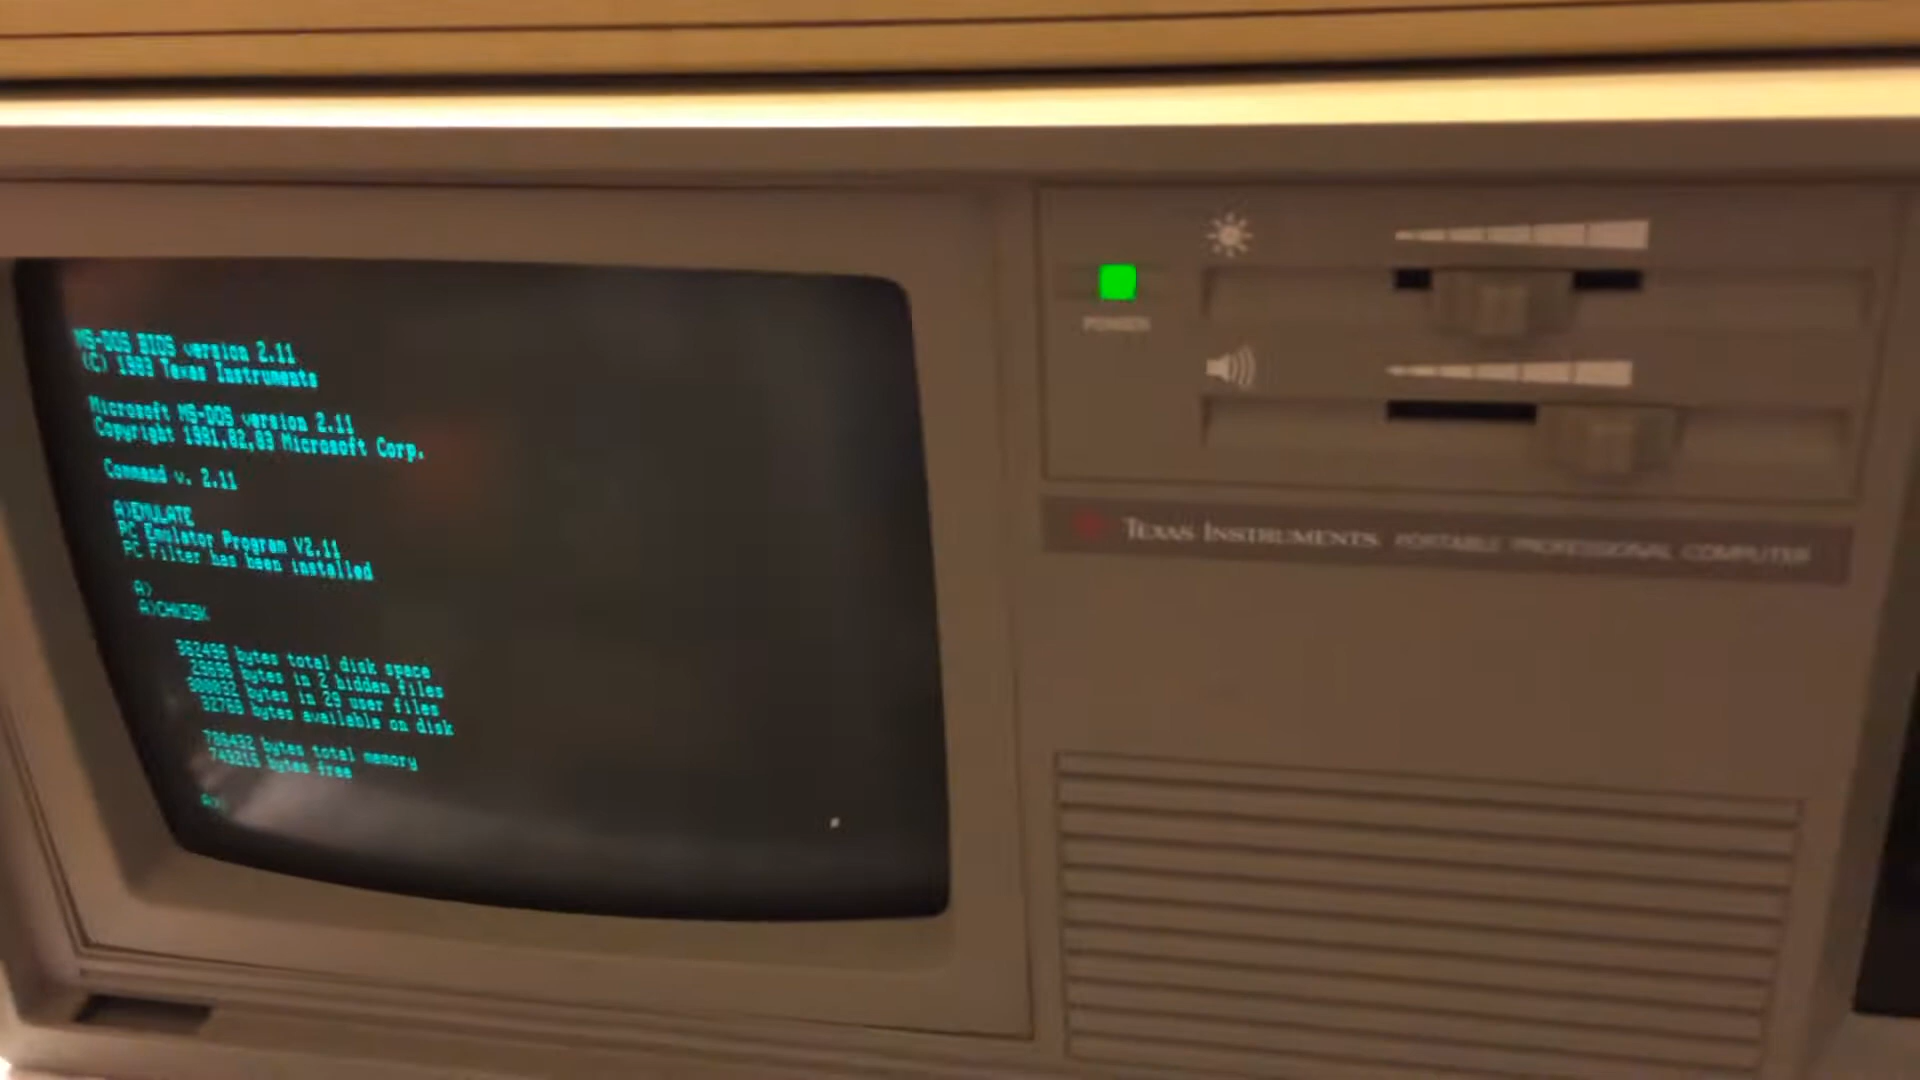 MS-DOS BIOS version 2.11
(C) 1983 Texas Instruments
Microsoft MS-DOS version 2.11
Copyright 1981,82,83 Microsoft Corp.
Command v. 2.11
A>EMULATE
PC Emulator Program V2.11
PC Filter has been installed
A>
A>CHKDSK
362496 bytes total disk space
bytes in 2 hidden files
bytes in 29 user files
32768 bytes available on disk
786432 bytes total memory
bytes free
A>
POWER
TEXAS INSTRUMENTS PORTABLE PROFESSIONAL COMPUTER